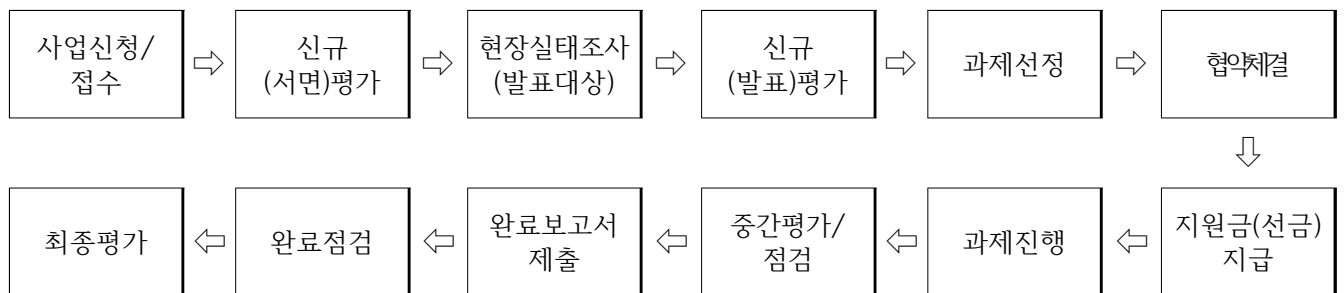 사업신청/
접수
신규
(서면)평가
현장실태조사
(발표대상)
신규
(발표)평가
과제선정
협약체결
지원금(선금)
지급
과제진행
중간평가/
점검
완료보고서
제출
완료점검
최종평가